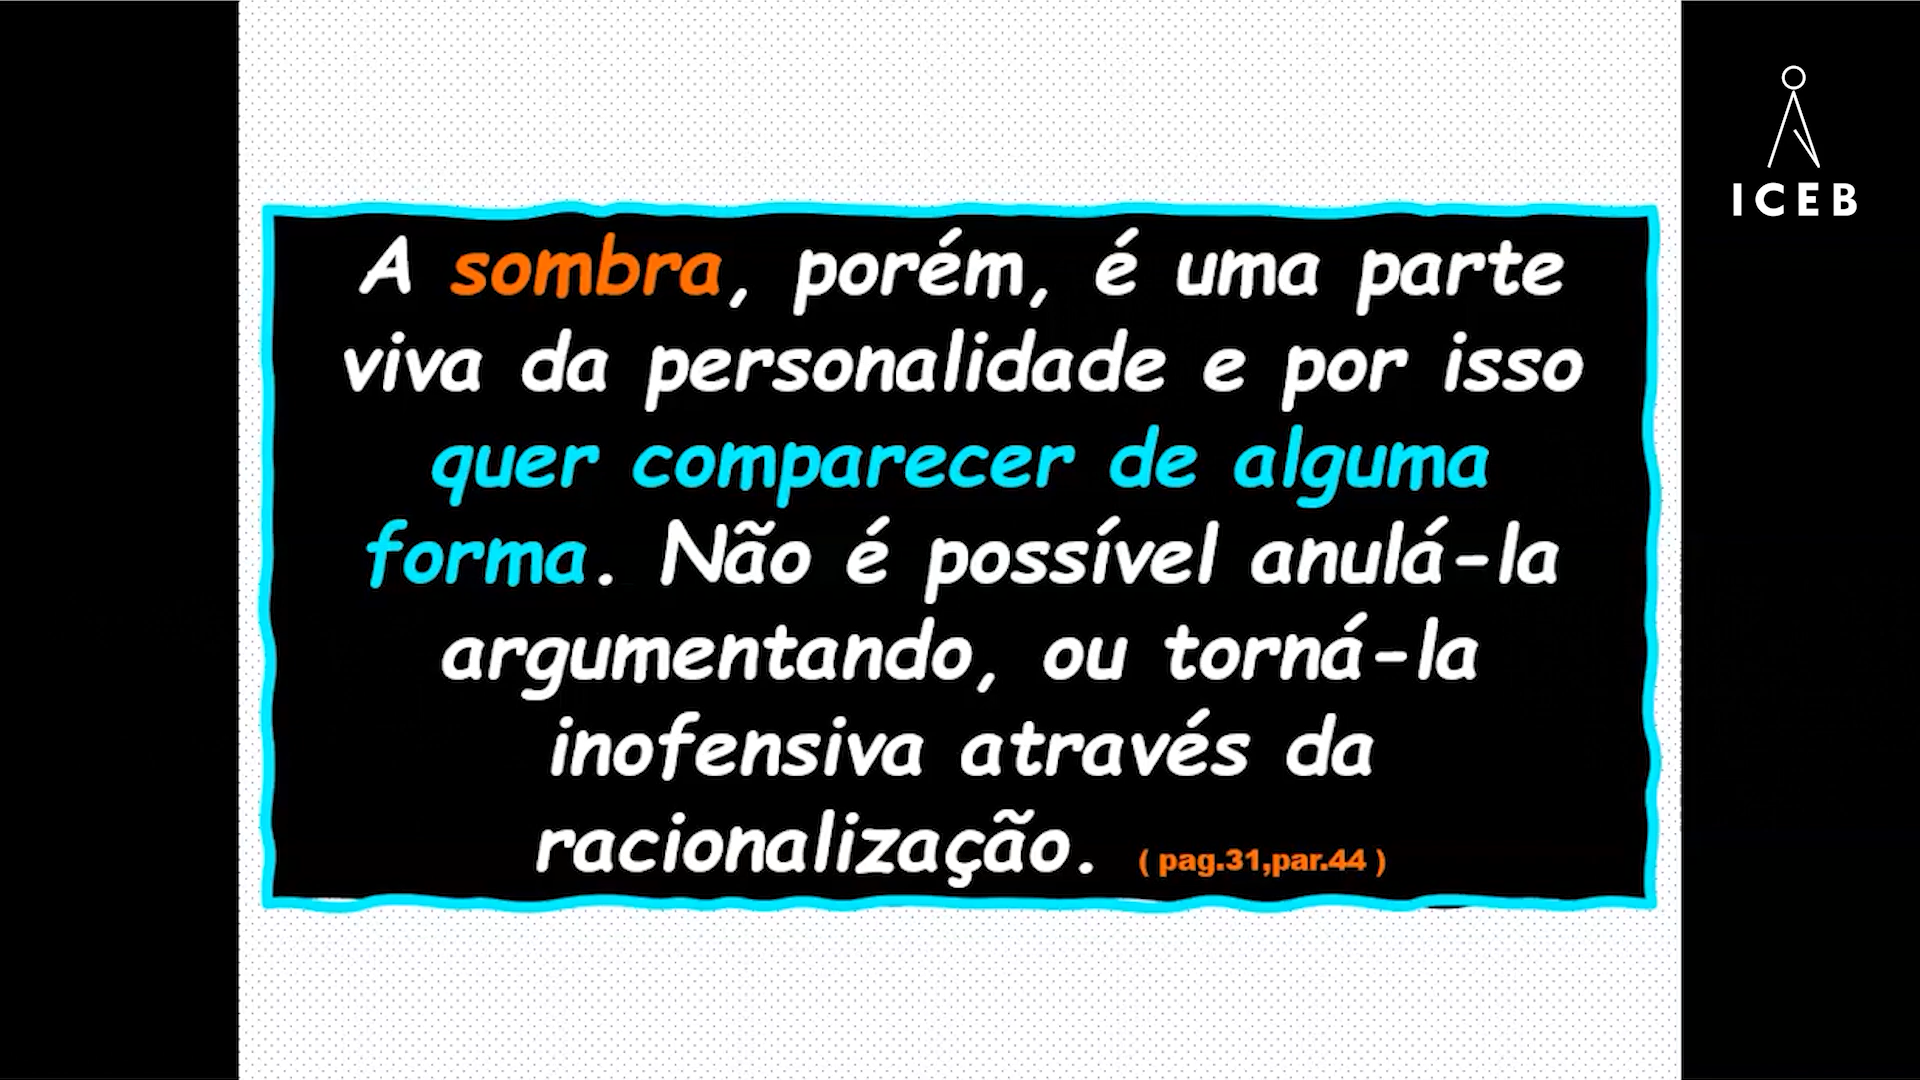 ICEB
A sombra, porém, é uma parte
viva da personalidade e por isso
quer comparecer de alguma
forma. Não é possível anulá-la
argumentando, ou torná-la
inofensiva através da
racionalização. ( pag.31,par.44 )